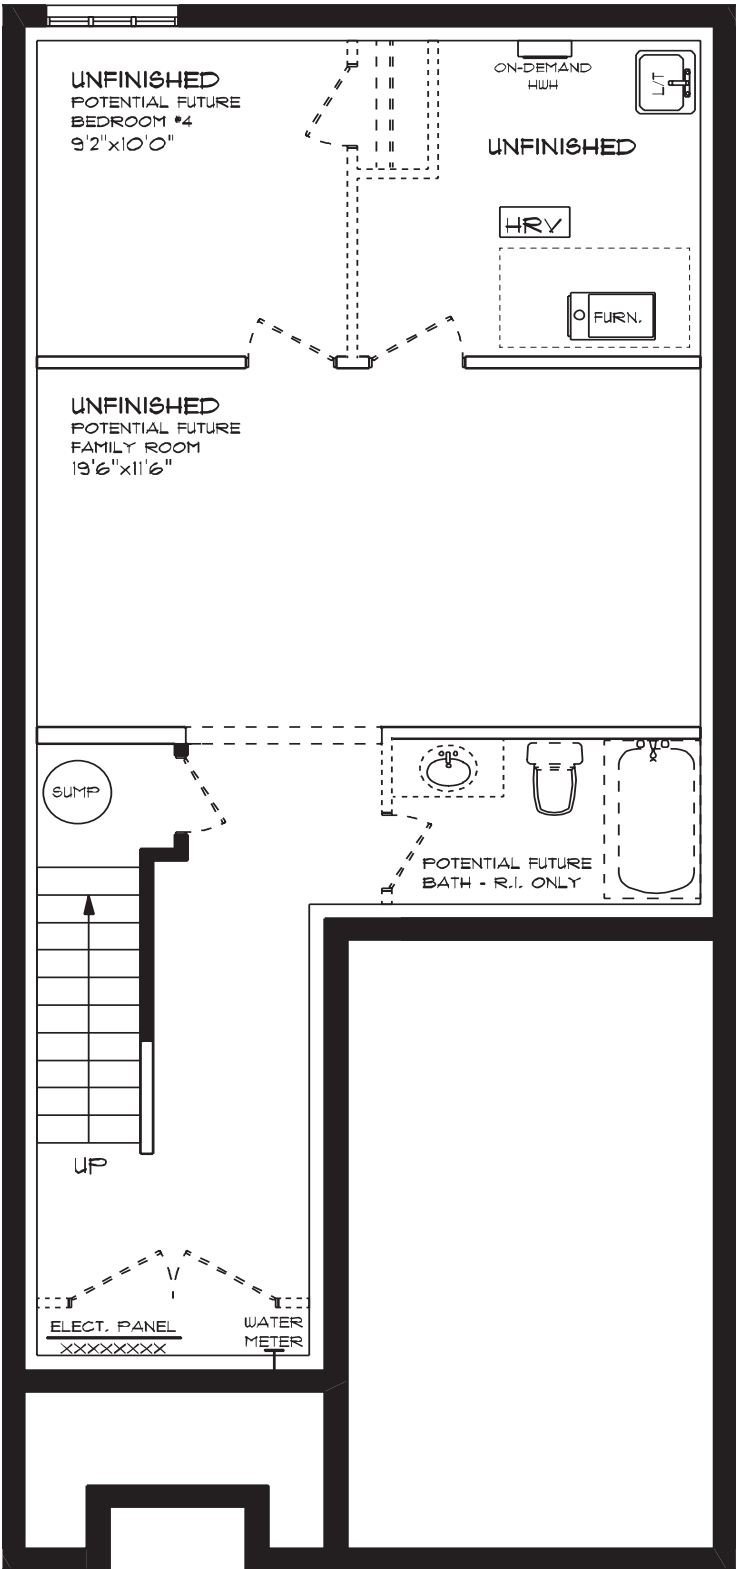 UNFINISHED
POTENTIAL FUTURE
BEDROOM #4
9'2"x10'0"
ON-DEMAND
HWH
L/T
UNFINISHED
HRV
FURN.
UNFINISHED
POTENTIAL FUTURE
FAMILY ROOM
19'6"x11'6"
SUMP
POTENTIAL FUTURE
BATH - R.I. ONLY
UP
ELECT. PANEL
XXXXXXXX
WATER
METER